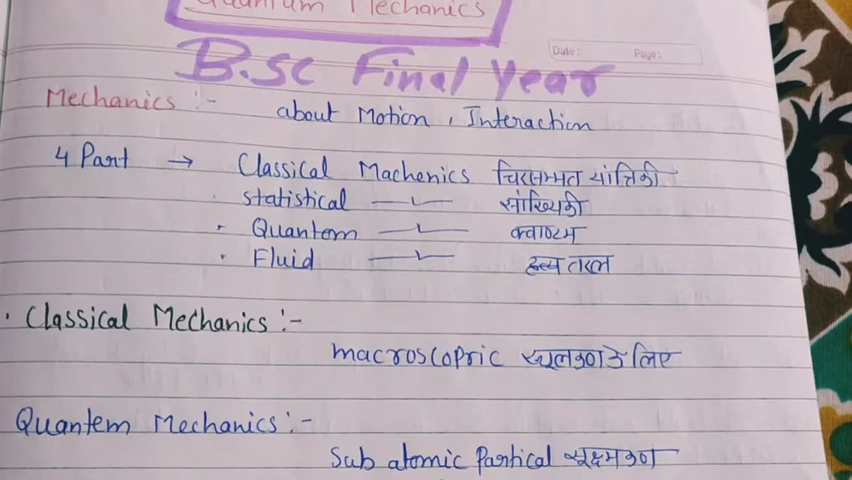 Quantum Mechanics
Date: Page:
B.sc Final Year
Mechanics :- about Motion, Interaction
4 Part → Classical Machenics चिरसम्मत यांत्रिकी
statistical —〃— सांख्यिकी
Quantem —〃— क्वाण्टम
Fluid —〃— द्रव्य तरल
Classical Mechanics :-
macroscopric स्थूलकण के लिए
Quantem Mechanics :-
Sub atomic Partical सूक्ष्मकण